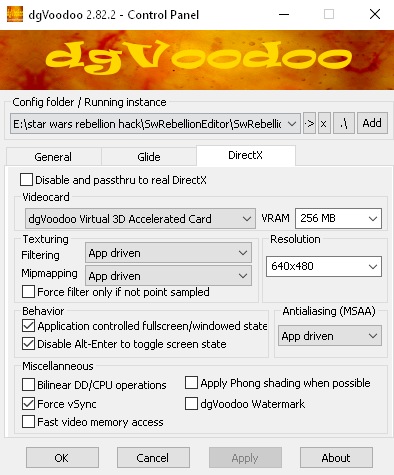 dgVoodoo 2.82.2 - Control Panel
dgVoodoo
Config folder / Running instance
E:\star wars rebellion hack\SwRebellionEditor\SwRebellic
-> x .\ Add
General Glide DirectX
Disable and passthru to real DirectX
Videocard
dgVoodoo Virtual 3D Accelerated Card VRAM 256 MB
Texturing
Filtering App driven
Mipmapping App driven
Force filter only if not point sampled
Resolution
640x480
Behavior
Application controlled fullscreen/windowed state
Disable Alt-Enter to toggle screen state
Antialiasing (MSAA)
App driven
Miscellaneous
Bilinear DD/CPU operations
Force vSync
Fast video memory access
Apply Phong shading when possible
dgVoodoo Watermark
OK Cancel Apply About